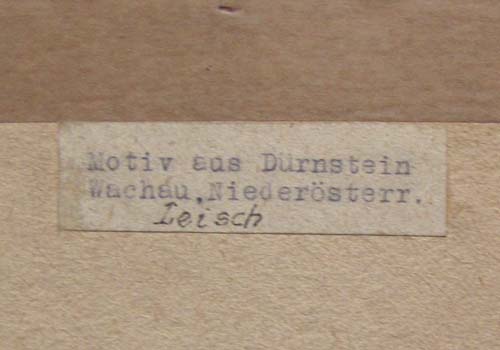 Motiv aus Dürnstein
Wachau,Niederösterr.
Leisch